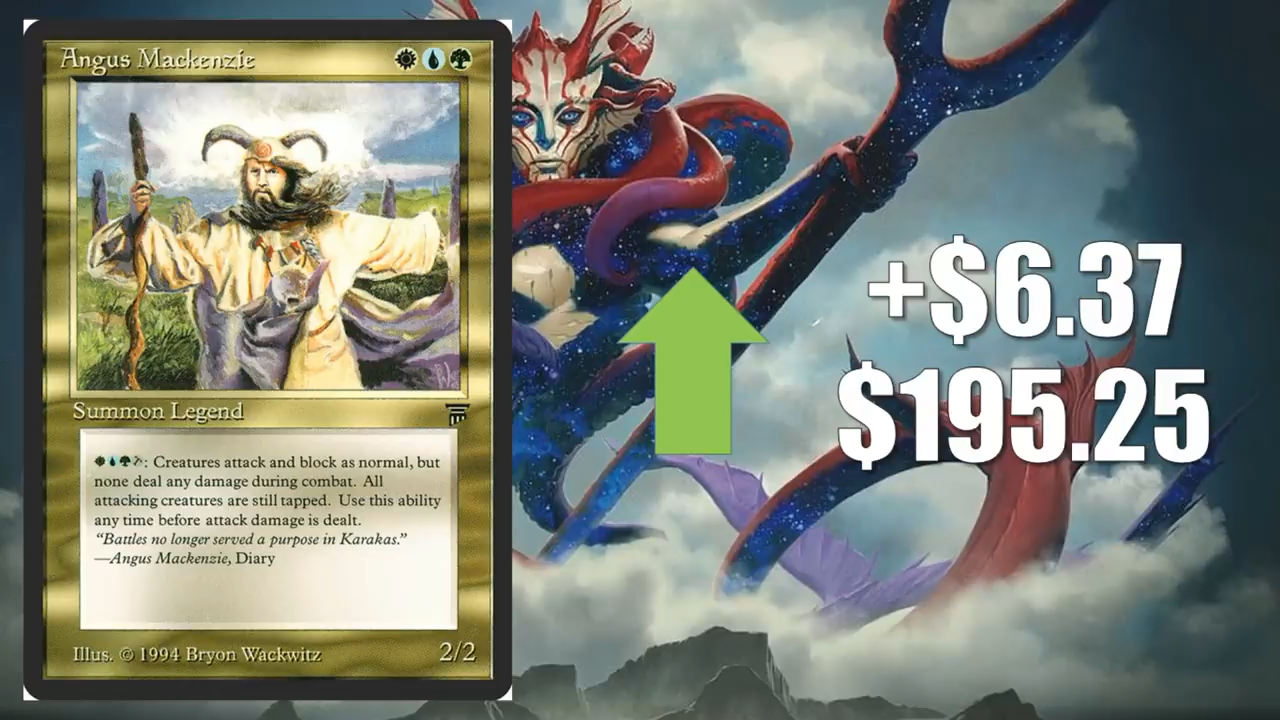 Angus Mackenzie
Summon Legend
: Creatures attack and block as normal, but
none deal any damage during combat. All
attacking creatures are still tapped. Use this ability
any time before attack damage is dealt.
“Battles no longer served a purpose in Karakas.”
—Angus Mackenzie, Diary
Illus. © 1994 Bryon Wackwitz
2/2
+$6.37
$195.25